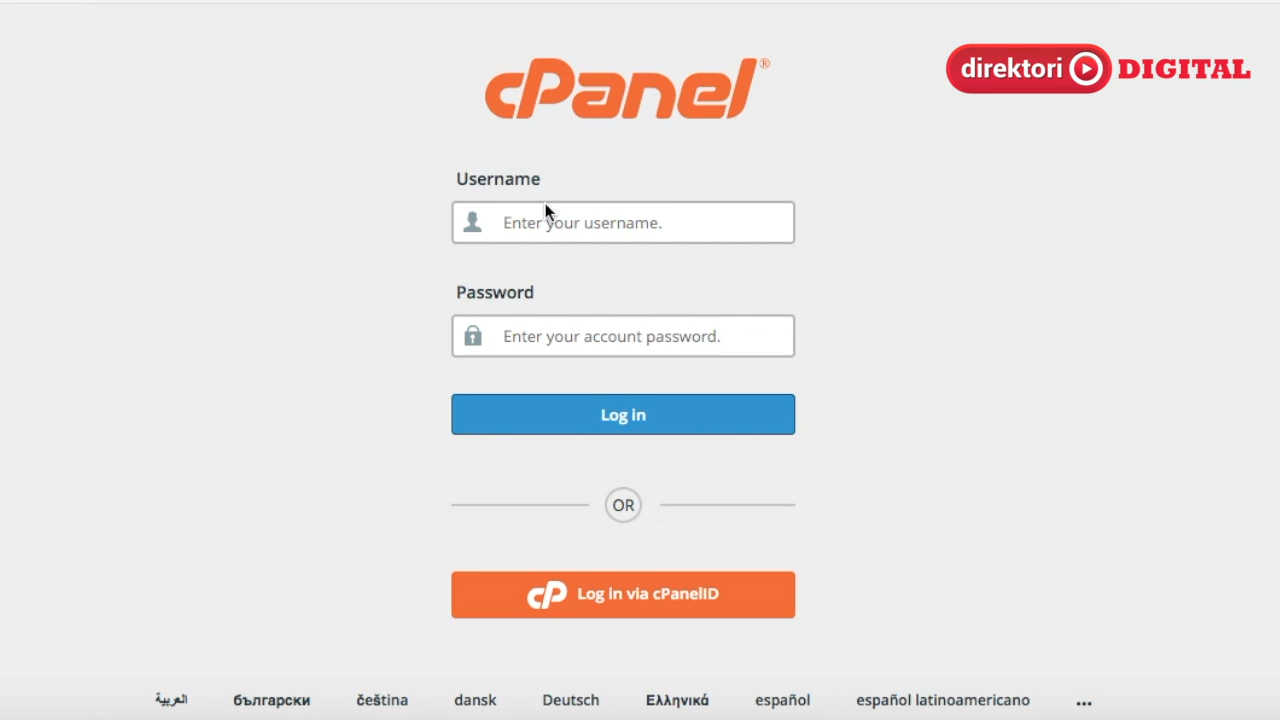 cPanel®
direktori DIGITAL
Username
Enter your username.
Password
Enter your account password.
Log in
OR
cP Log in via cPanelID
العربية български čeština dansk Deutsch Ελληνικά español español latinoamericano ...